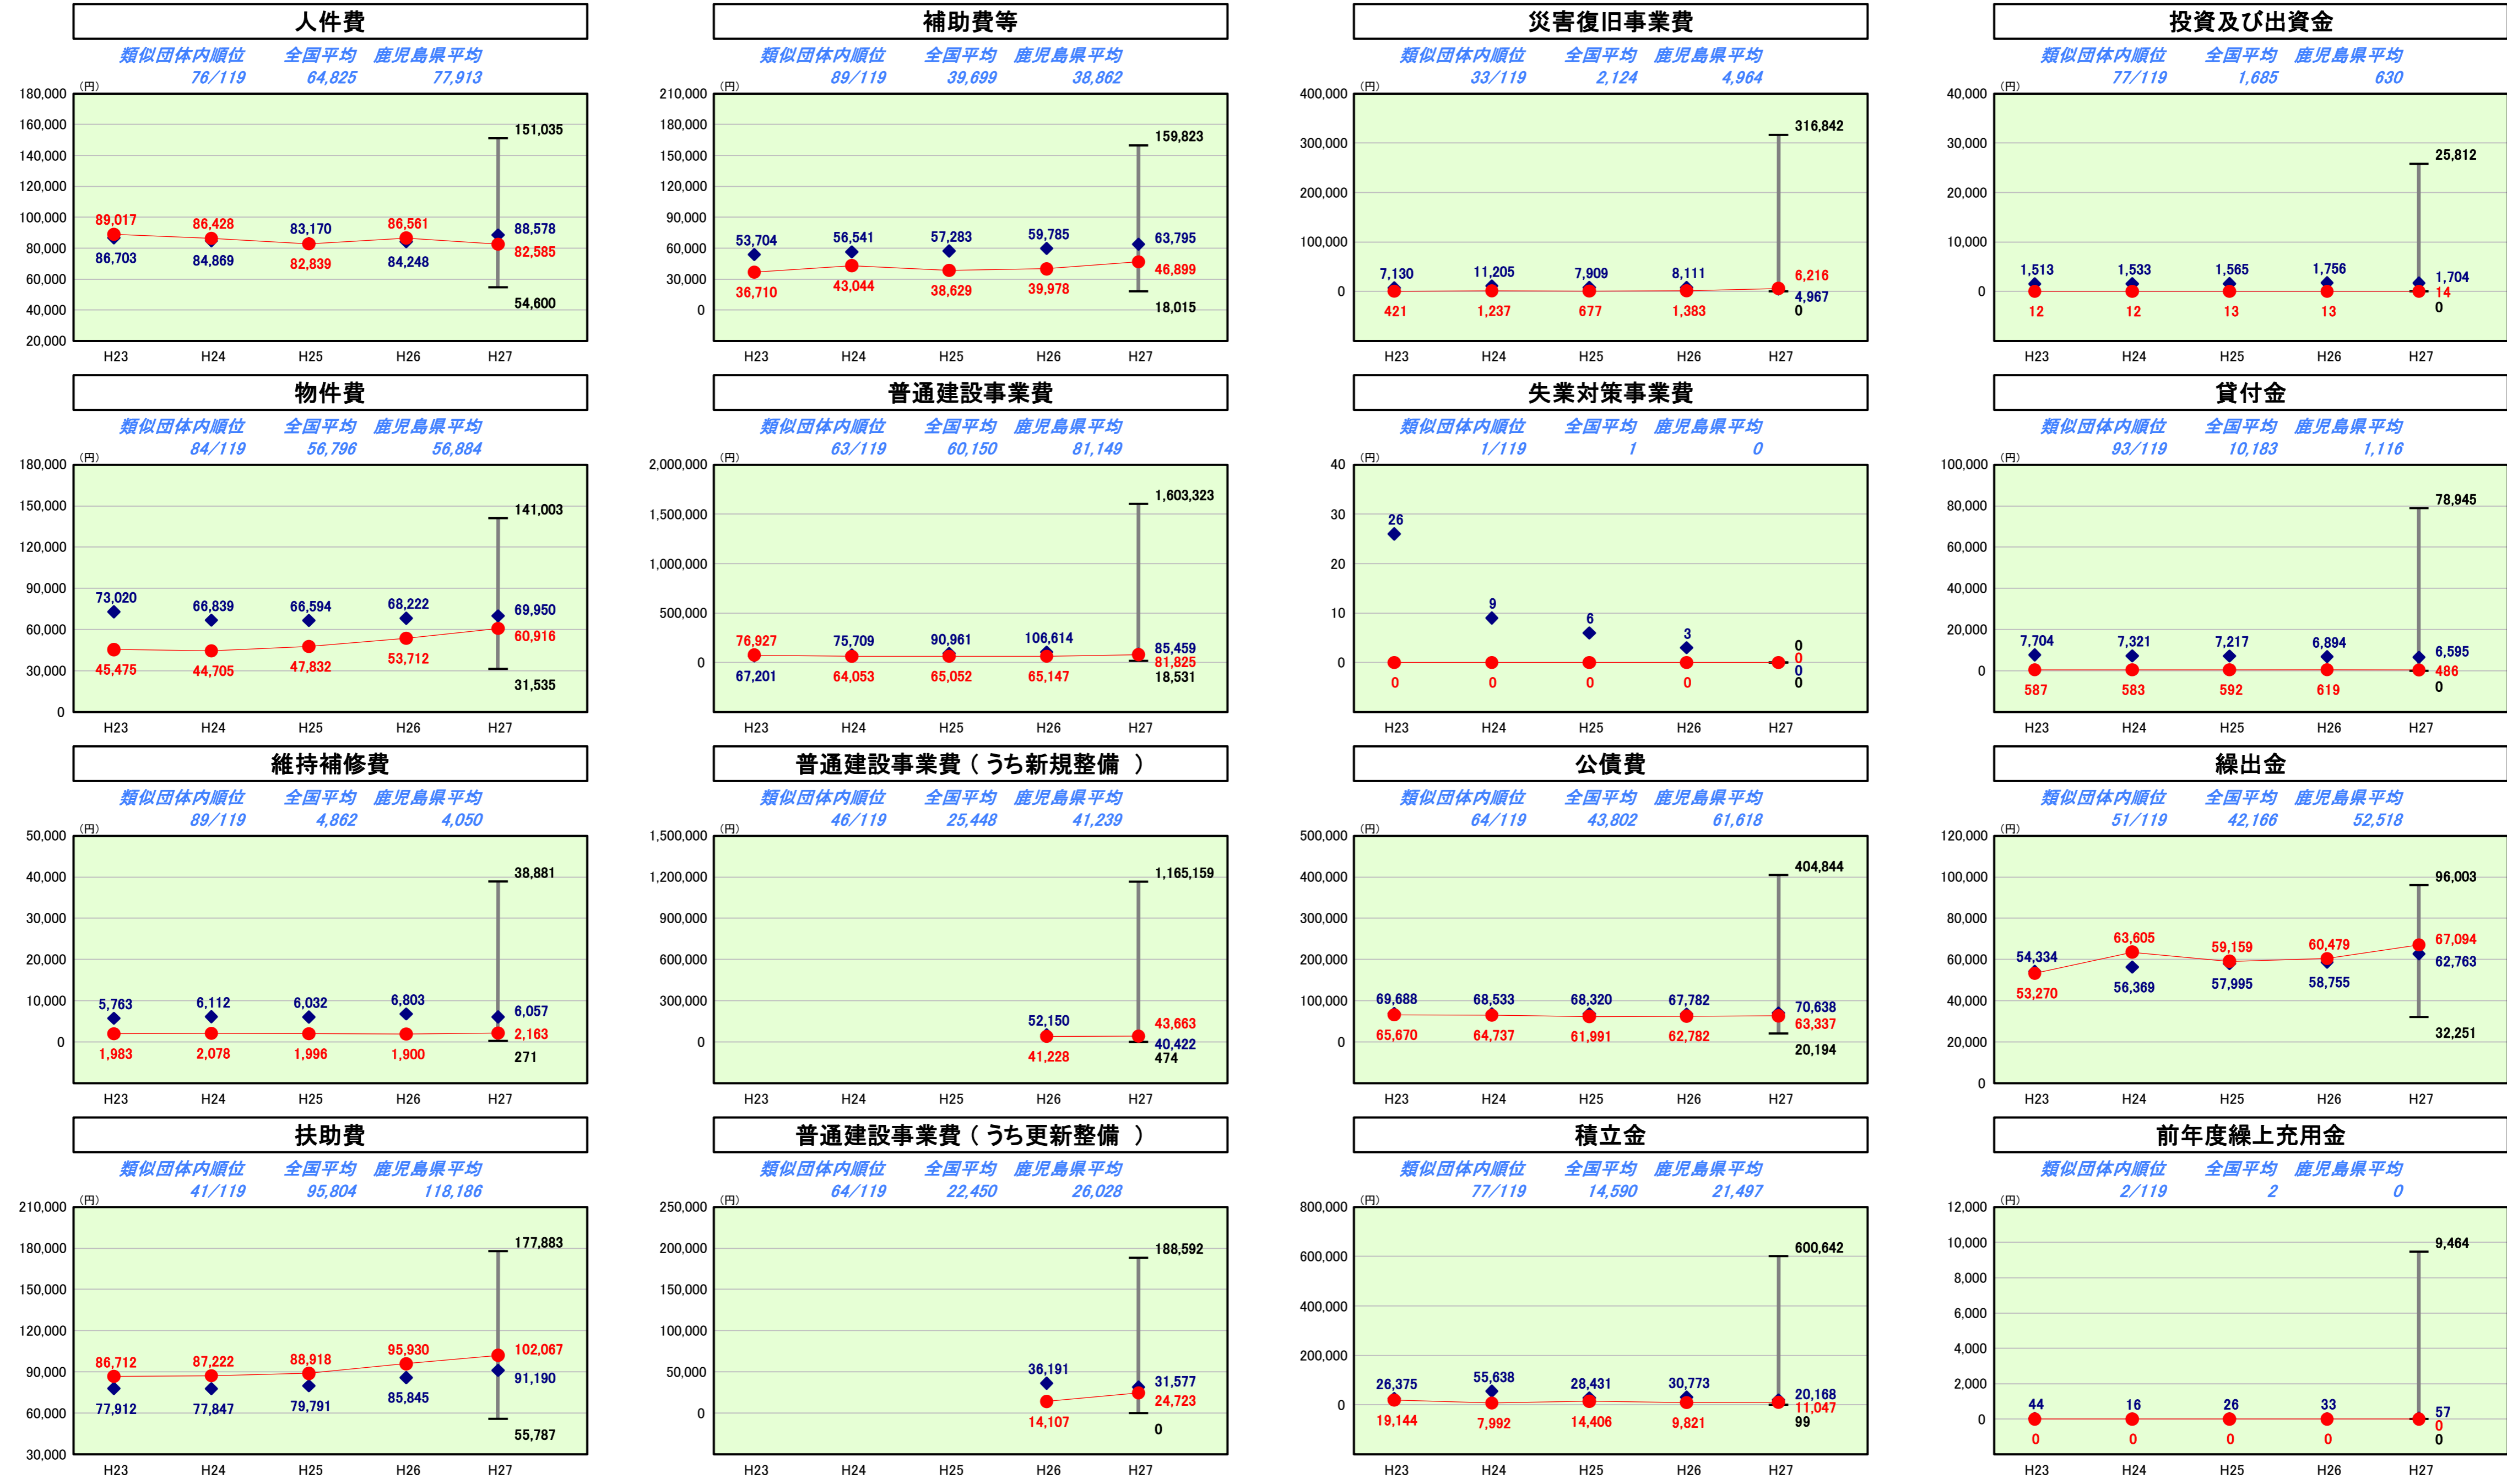 人件費
類似団体内順位 全国平均 鹿児島県平均
76/119 64,825 77,913
(円)
180,000
160,000
140,000
120,000
100,000
80,000
60,000
40,000
20,000
151,035
89,017 86,428 83,170 86,561 88,578
86,703 84,869 82,839 84,248 82,585
54,600
H23 H24 H25 H26 H27
補助費等
類似団体内順位 全国平均 鹿児島県平均
89/119 39,699 38,862
(円)
210,000
180,000
150,000
120,000
90,000
60,000
30,000
0
159,823
53,704 56,541 57,283 59,785 63,795
36,710 43,044 38,629 39,978 46,899
18,015
H23 H24 H25 H26 H27
災害復旧事業費
類似団体内順位 全国平均 鹿児島県平均
33/119 2,124 4,964
(円)
400,000
300,000
200,000
100,000
0
316,842
7,130 11,205 7,909 8,111 6,216
421 1,237 677 1,383 4,967
0
H23 H24 H25 H26 H27
投資及び出資金
類似団体内順位 全国平均 鹿児島県平均
77/119 1,685 630
(円)
40,000
30,000
20,000
10,000
0
25,812
1,513 1,533 1,565 1,756 1,704
12 12 13 13 14
0
H23 H24 H25 H26 H27
物件費
類似団体内順位 全国平均 鹿児島県平均
84/119 56,796 56,884
(円)
180,000
150,000
120,000
90,000
60,000
30,000
0
141,003
73,020 66,839 66,594 68,222 69,950
45,475 44,705 47,832 53,712 60,916
31,535
H23 H24 H25 H26 H27
普通建設事業費
類似団体内順位 全国平均 鹿児島県平均
63/119 60,150 81,149
(円)
2,000,000
1,500,000
1,000,000
500,000
0
1,603,323
76,927 75,709 90,961 106,614 85,459
67,201 64,053 65,052 65,147 81,825
18,531
H23 H24 H25 H26 H27
失業対策事業費
類似団体内順位 全国平均 鹿児島県平均
1/119 1 0
(円)
40
30
20
10
0
26 9 6 3 0
0
0 0 0 0 0
0
H23 H24 H25 H26 H27
貸付金
類似団体内順位 全国平均 鹿児島県平均
93/119 10,183 1,116
(円)
100,000
80,000
60,000
40,000
20,000
0
78,945
7,704 7,321 7,217 6,894 6,595
587 583 592 619 486
0
H23 H24 H25 H26 H27
維持補修費
類似団体内順位 全国平均 鹿児島県平均
89/119 4,862 4,050
(円)
50,000
40,000
30,000
20,000
10,000
0
38,881
5,763 6,112 6,032 6,803 6,057
1,983 2,078 1,996 1,900 2,163
271
H23 H24 H25 H26 H27
普通建設事業費（うち新規整備 ）
類似団体内順位 全国平均 鹿児島県平均
46/119 25,448 41,239
(円)
1,500,000
1,200,000
900,000
600,000
300,000
0
1,165,159
52,150 43,663
41,228 40,422
474
H23 H24 H25 H26 H27
公債費
類似団体内順位 全国平均 鹿児島県平均
64/119 43,802 61,618
(円)
500,000
400,000
300,000
200,000
100,000
0
404,844
69,688 68,533 68,320 67,782 70,638
65,670 64,737 61,991 62,782 63,337
20,194
H23 H24 H25 H26 H27
繰出金
類似団体内順位 全国平均 鹿児島県平均
51/119 42,166 52,518
(円)
120,000
100,000
80,000
60,000
40,000
20,000
0
96,003
54,334 63,605 59,159 60,479 67,094
53,270 56,369 57,995 58,755 62,763
32,251
H23 H24 H25 H26 H27
扶助費
類似団体内順位 全国平均 鹿児島県平均
41/119 95,804 118,186
(円)
210,000
180,000
150,000
120,000
90,000
60,000
30,000
177,883
86,712 87,222 88,918 95,930 102,067
77,912 77,847 79,791 85,845 91,190
55,787
H23 H24 H25 H26 H27
普通建設事業費（うち更新整備 ）
類似団体内順位 全国平均 鹿児島県平均
64/119 22,450 26,028
(円)
250,000
200,000
150,000
100,000
50,000
0
188,592
36,191 31,577
14,107 24,723
0
H23 H24 H25 H26 H27
積立金
類似団体内順位 全国平均 鹿児島県平均
77/119 14,590 21,497
(円)
800,000
600,000
400,000
200,000
0
600,642
26,375 55,638 28,431 30,773 20,168
19,144 7,992 14,406 9,821 11,047
99
H23 H24 H25 H26 H27
前年度繰上充用金
類似団体内順位 全国平均 鹿児島県平均
2/119 2 0
(円)
12,000
10,000
8,000
6,000
4,000
2,000
0
9,464
44 16 26 33 57
0 0 0 0 0
0
H23 H24 H25 H26 H27